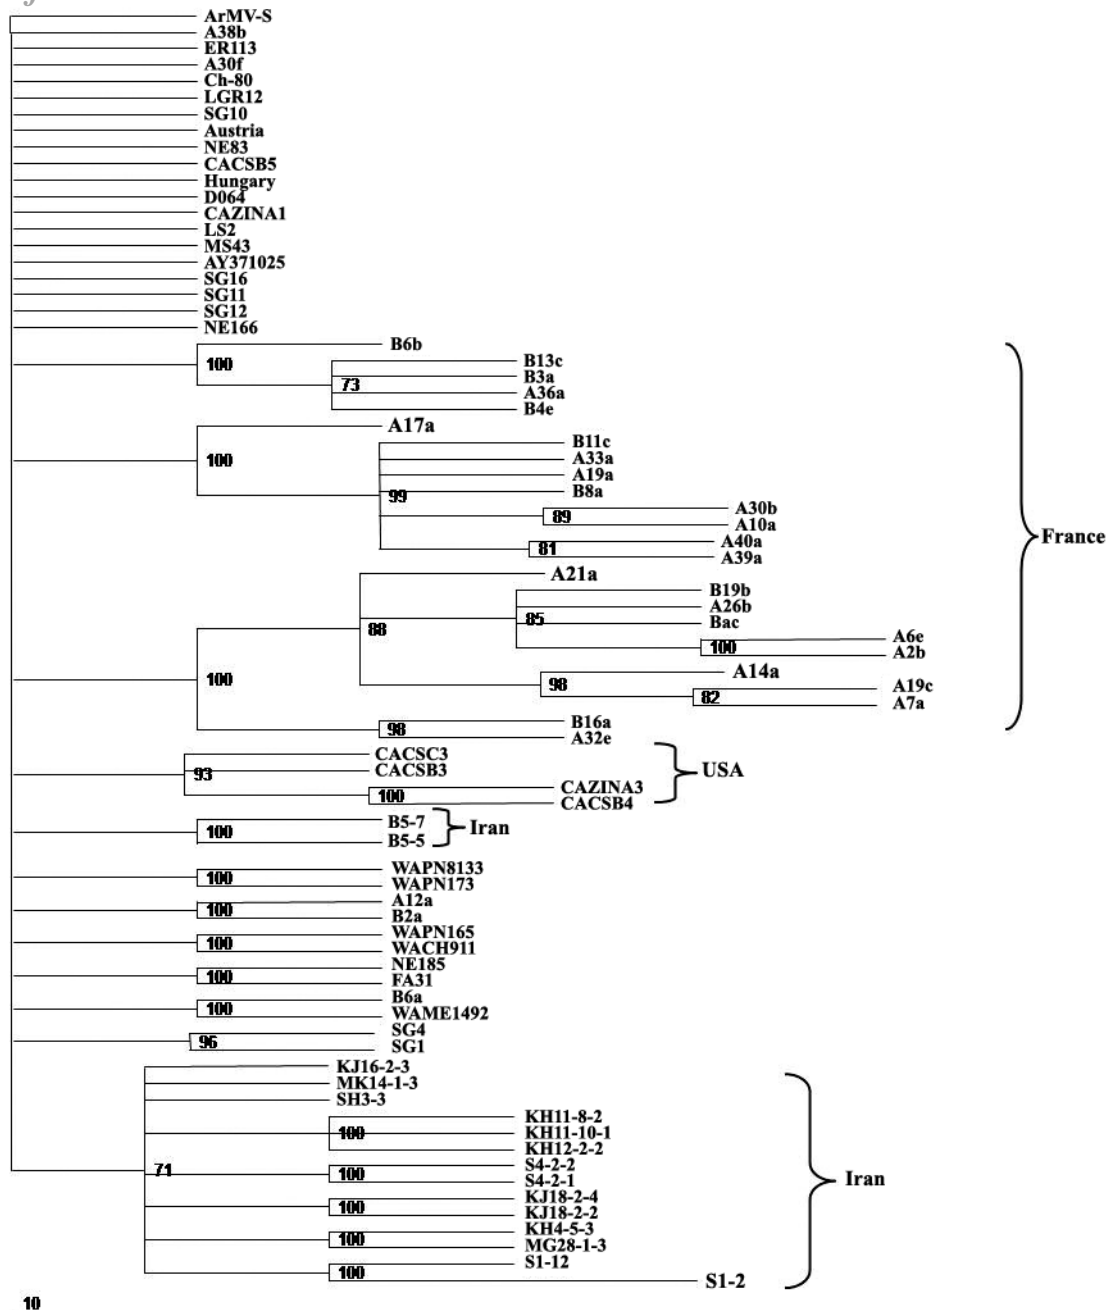 ArMV-S
A38b
ER113
A30f
Ch-80
LGR12
SG10
Austria
NE83
CACSB5
Hungary
D064
CAZINA1
LS2
MS43
AY371025
SG16
SG11
SG12
NE166
B6b
100
B13c
B3a
73
A36a
B4e
A17a
100
B11c
A33a
A19a
B8a
99
A30b
89
A10a
A40a
81
A39a
France
A21a
88
B19b
A26b
85
Bac
A6e
100
A2b
100
A14a
98
A19c
82
A7a
B16a
98
A32e
CACSC3
93
CACSB3
USA
CAZINA3
100
CACSB4
B5-7
100
Iran
B5-5
WAPN8133
100
WAPN173
A12a
100
B2a
WAPN165
100
WACH911
NE185
100
FA31
B6a
100
WAME1492
SG4
96
SG1
KJ16-2-3
MK14-1-3
SH3-3
KH11-8-2
100
KH11-10-1
KH12-2-2
71
S4-2-2
100
S4-2-1
Iran
KJ18-2-4
100
KJ18-2-2
KH4-5-3
100
MG28-1-3
S1-12
100
S1-2
10